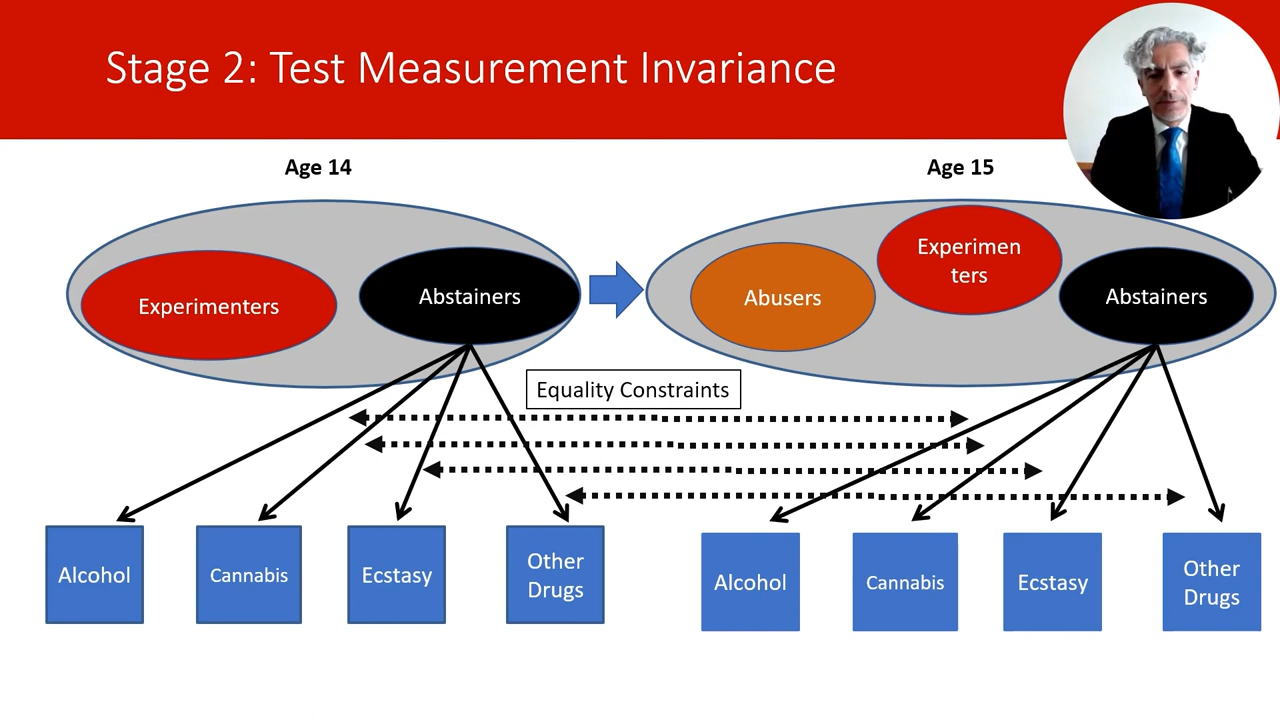 Stage 2: Test Measurement Invariance
Age 14
Age 15
Experimenters
Abstainers
Abusers
Experimen
ters
Abstainers
Equality Constraints
Alcohol
Cannabis
Ecstasy
Other
Drugs
Alcohol
Cannabis
Ecstasy
Other
Drugs